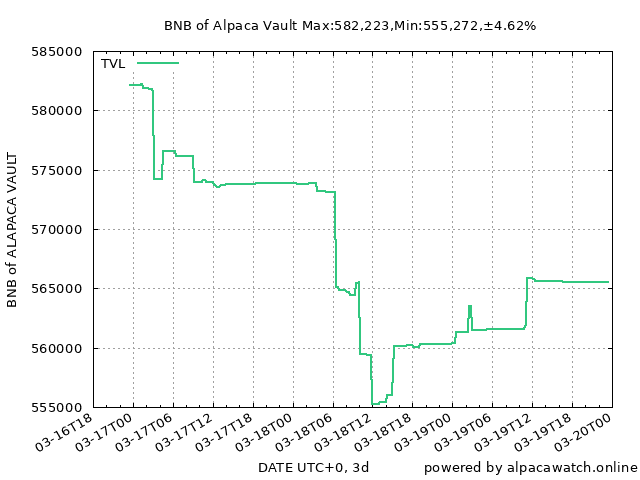 BNB of Alpaca Vault Max:582,223,Min:555,272,±4.62%
TVL
585000
580000
575000
570000
565000
560000
555000
BNB of ALAPACA VAULT
03-16T18
03-17T00
03-17T06
03-17T12
03-17T18
03-18T00
03-18T06
03-18T12
03-18T18
03-19T00
03-19T06
03-19T12
03-19T18
03-20T00
DATE UTC+0, 3d
powered by alpacawatch.online